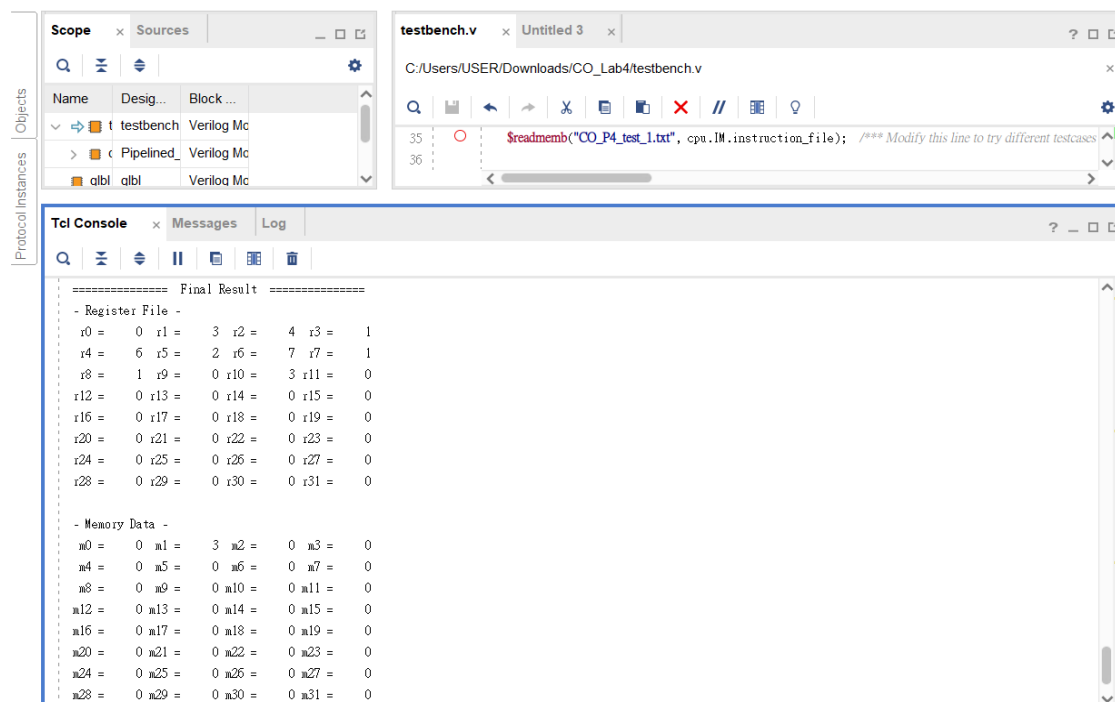 Objects
Protocol Instances
Scope × Sources
Name Desig... Block ...
t testbench Verilog Mo
c Pipelined_ Verilog Mo
glbl glbl Verilog Mo
testbench.v × Untitled 3 ×
C:/Users/USER/Downloads/CO_Lab4/testbench.v
35 $readmemb("CO_P4_test_1.txt", cpu.IM.instruction_file); /*** Modify this line to try different testcases
36
Tcl Console × Messages Log
=============== Final Result ===============
- Register File -
r0 = 0 r1 = 3 r2 = 4 r3 = 1
r4 = 6 r5 = 2 r6 = 7 r7 = 1
r8 = 1 r9 = 0 r10 = 3 r11 = 0
r12 = 0 r13 = 0 r14 = 0 r15 = 0
r16 = 0 r17 = 0 r18 = 0 r19 = 0
r20 = 0 r21 = 0 r22 = 0 r23 = 0
r24 = 0 r25 = 0 r26 = 0 r27 = 0
r28 = 0 r29 = 0 r30 = 0 r31 = 0
- Memory Data -
m0 = 0 m1 = 3 m2 = 0 m3 = 0
m4 = 0 m5 = 0 m6 = 0 m7 = 0
m8 = 0 m9 = 0 m10 = 0 m11 = 0
m12 = 0 m13 = 0 m14 = 0 m15 = 0
m16 = 0 m17 = 0 m18 = 0 m19 = 0
m20 = 0 m21 = 0 m22 = 0 m23 = 0
m24 = 0 m25 = 0 m26 = 0 m27 = 0
m28 = 0 m29 = 0 m30 = 0 m31 = 0